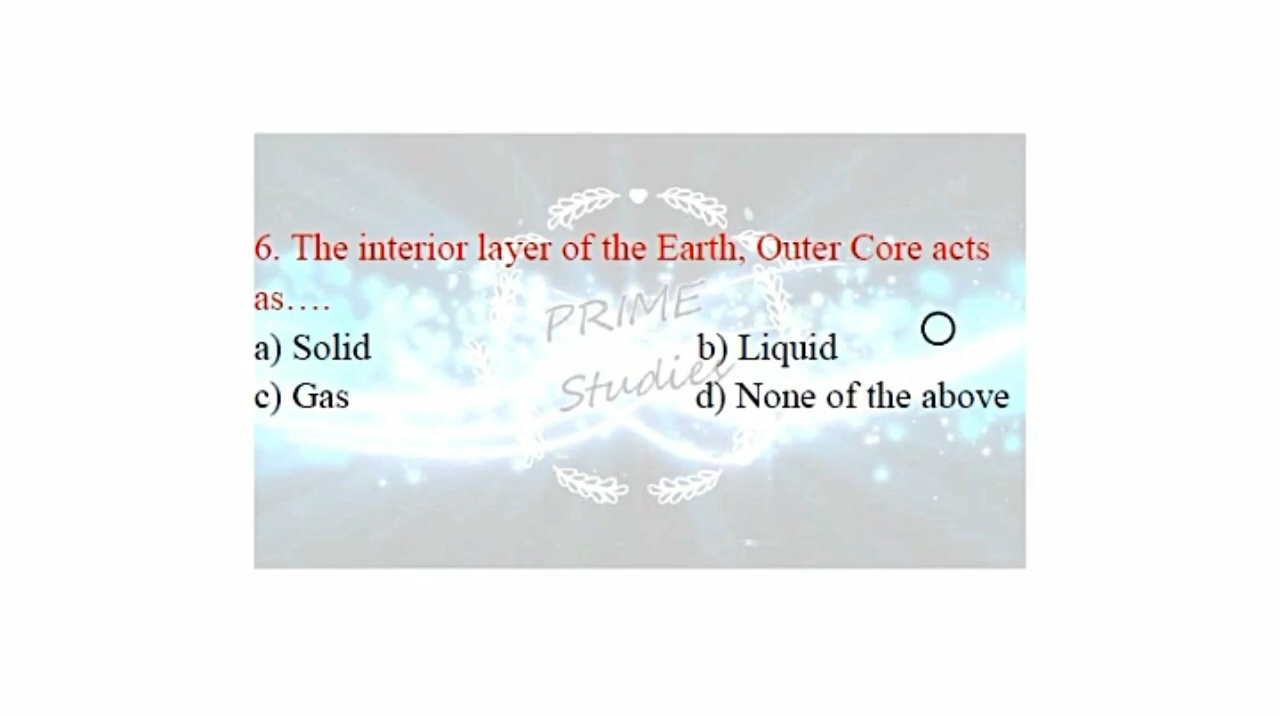 6. The interior layer of the Earth, Outer Core acts
as....
a) Solid b) Liquid
c) Gas d) None of the above
PRIME
Studies